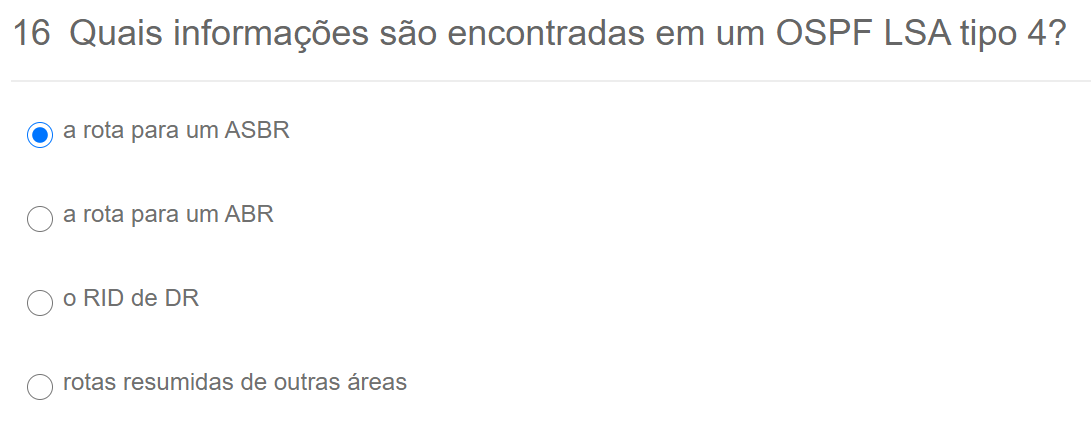 16 Quais informações são encontradas em um OSPF LSA tipo 4?
a rota para um ASBR
a rota para um ABR
o RID de DR
rotas resumidas de outras áreas